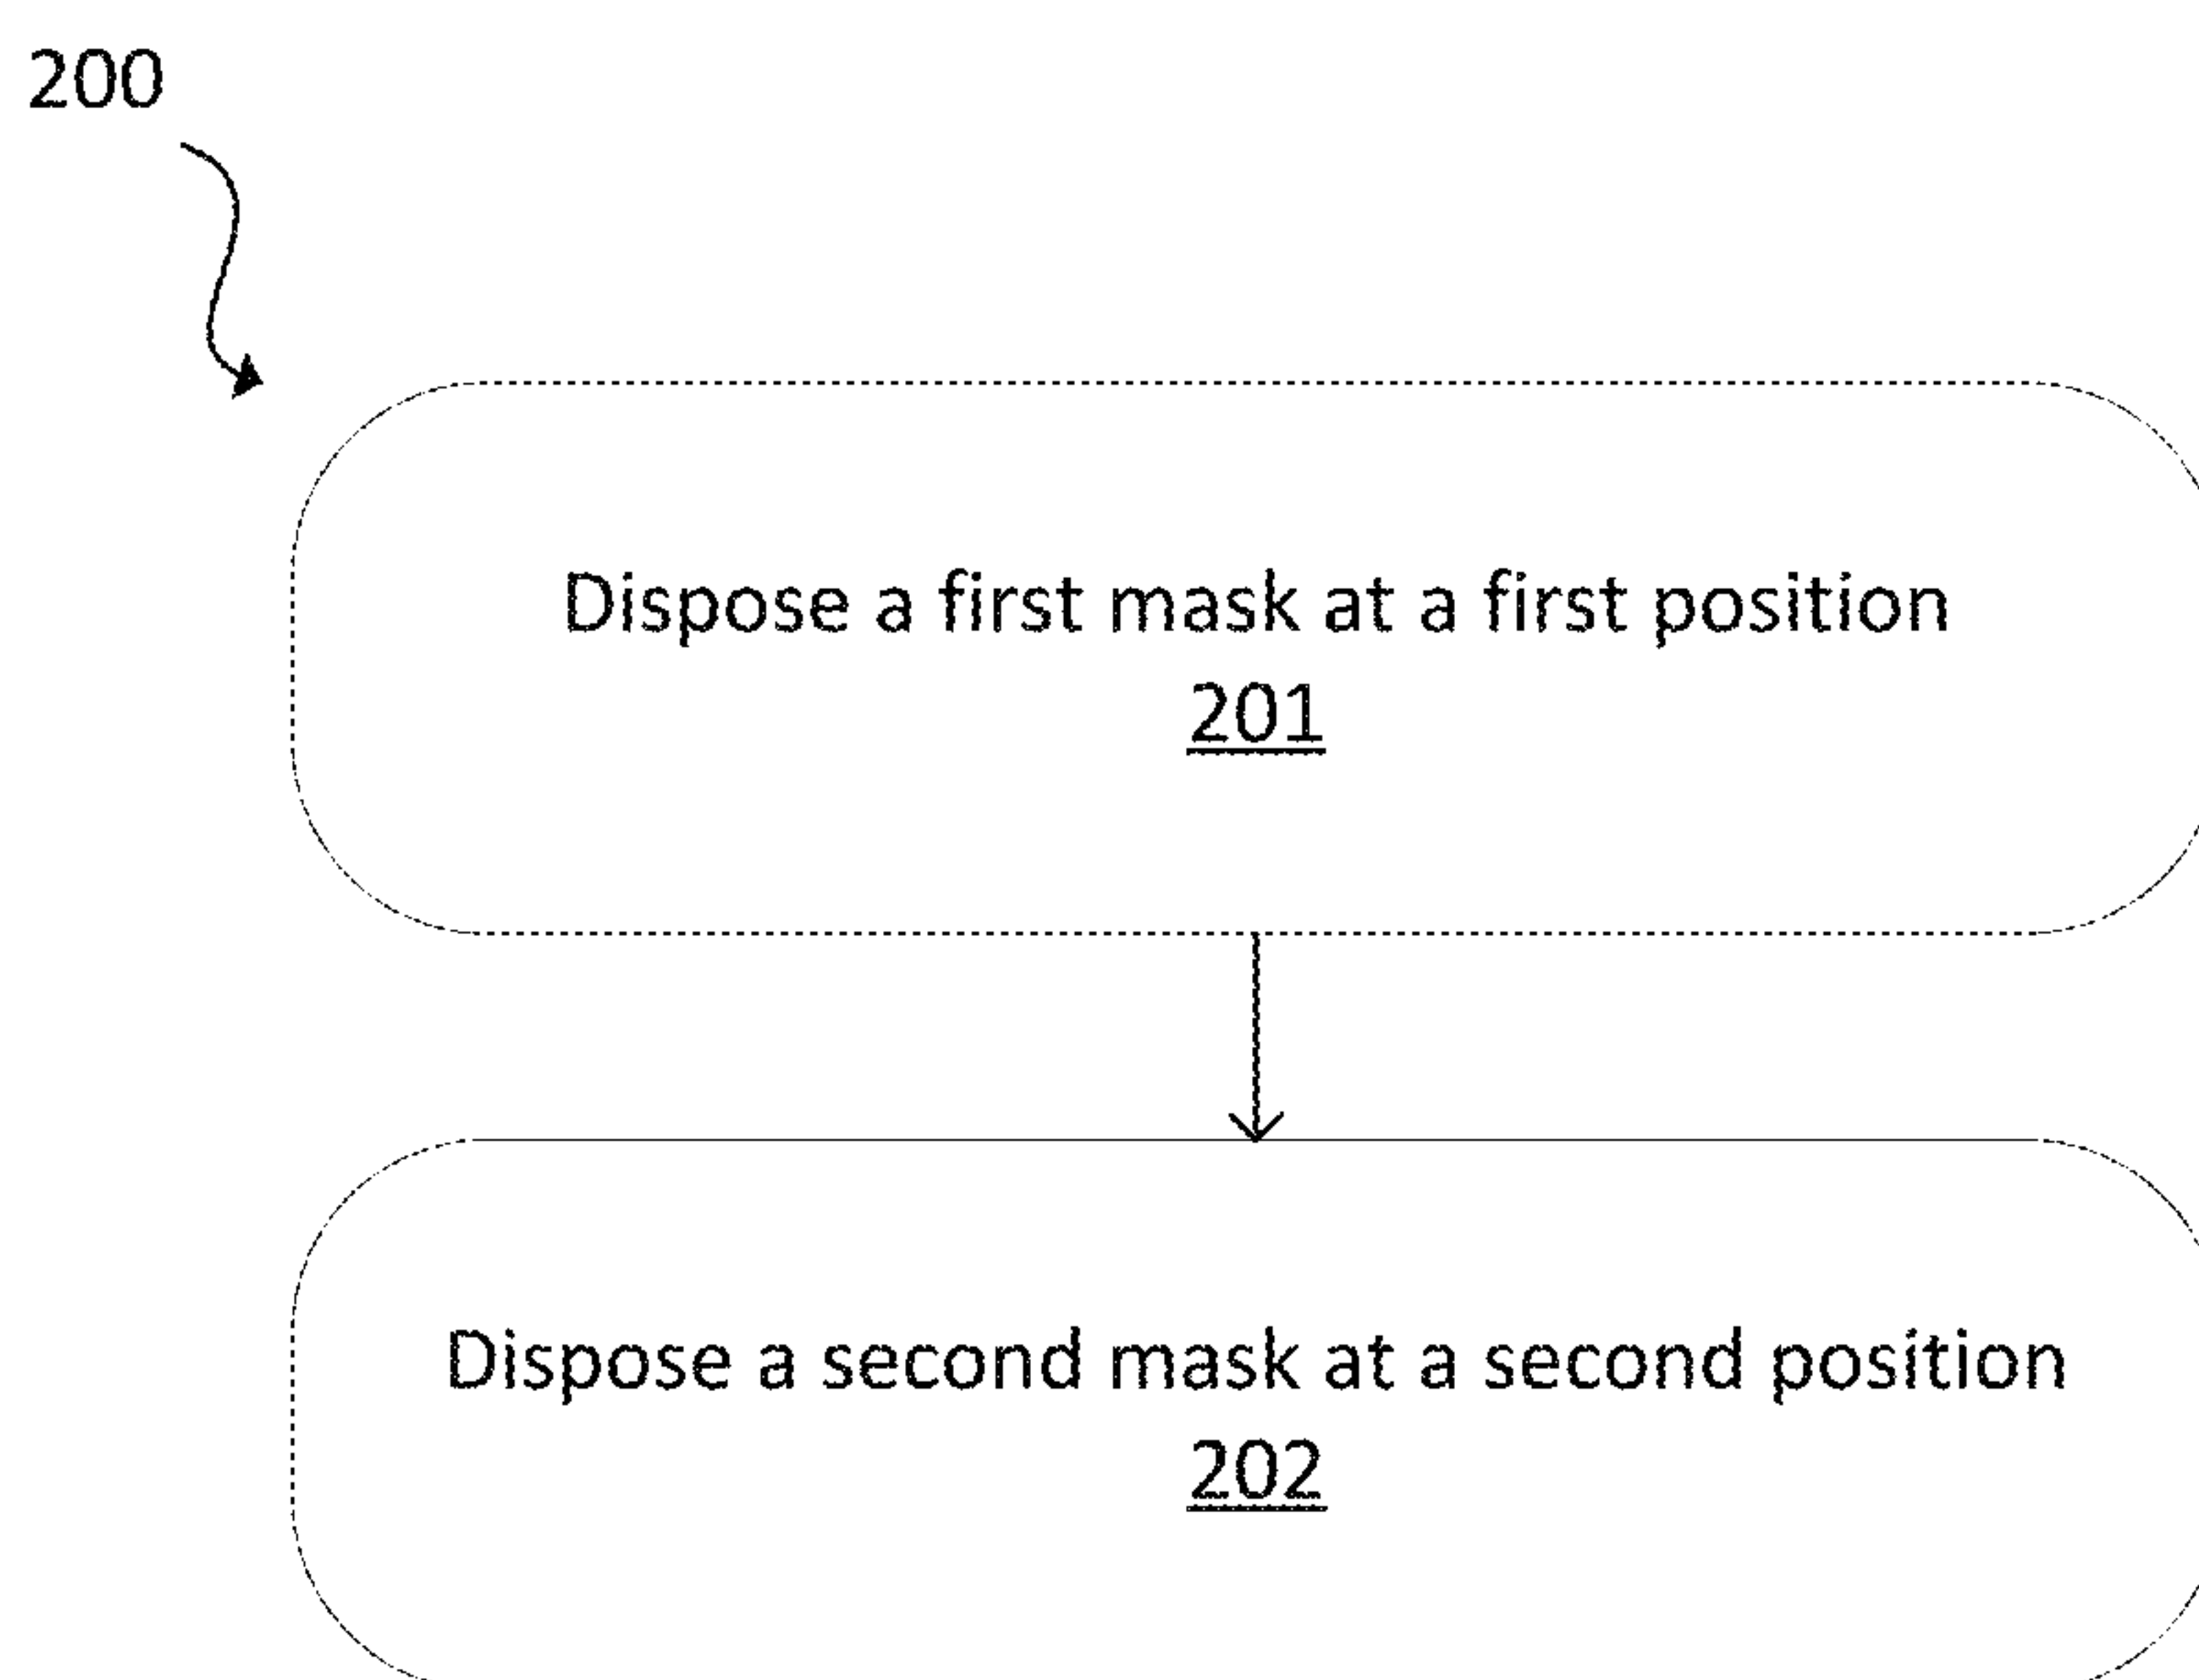 200
Dispose a first mask at a first position
201
Dispose a second mask at a second position
202